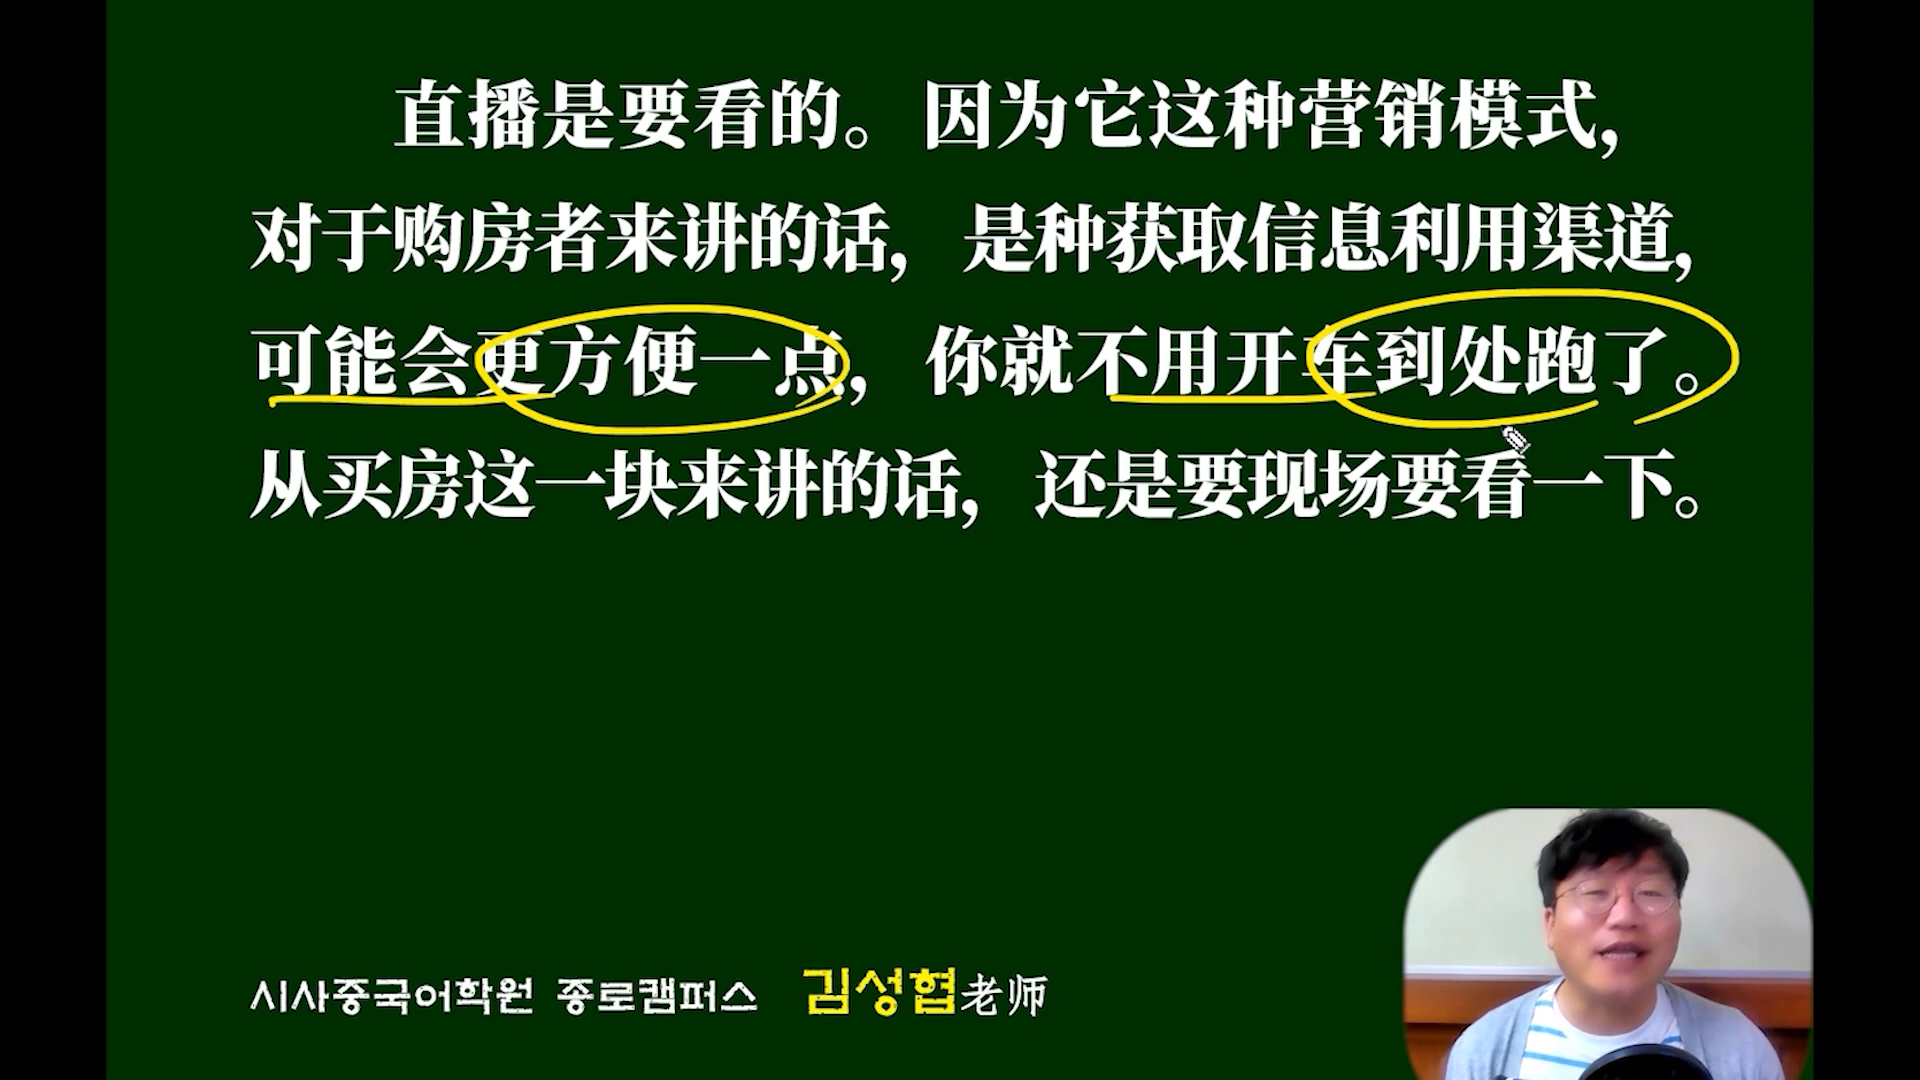 直播是要看的。因为它这种营销模式，
对于购房者来讲的话，是种获取信息利用渠道，
可能会更方便一点，你就不用开车到处跑了。
从买房这一块来讲的话，还是要现场要看一下。
시사중국어학원 종로캠퍼스 김성협老师